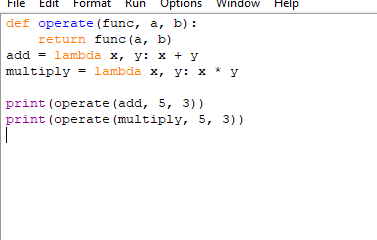 File Edit Format Run Options Window Help
def operate(func, a, b):
    return func(a, b)
add = lambda x, y: x + y
multiply = lambda x, y: x * y

print(operate(add, 5, 3))
print(operate(multiply, 5, 3))